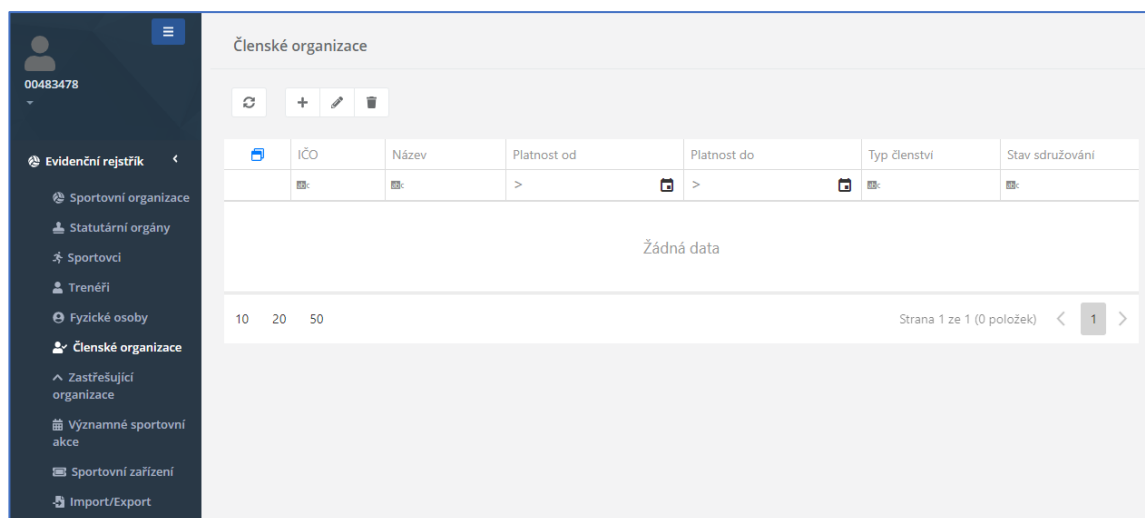 00483478
Evidenční rejstřík
Sportovní organizace
Statutární orgány
Sportovci
Trenéři
Fyzické osoby
Členské organizace
Zastřešující
organizace
Významné sportovní
akce
Sportovní zařízení
Import/Export
Členské organizace
IČO Název Platnost od Platnost do Typ členství Stav sdružování
> >
Žádná data
10 20 50
Strana 1 ze 1 (0 položek) < 1 >